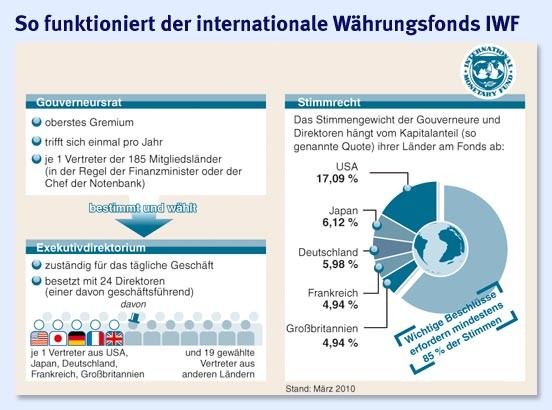 So funktioniert der internationale Währungsfonds IWF
INTERNATIONAL
MONETARY FUND
Gouverneursrat
oberstes Gremium
trifft sich einmal pro Jahr
je 1 Vertreter der 185 Mitgliedsländer
(in der Regel der Finanzminister oder der
Chef der Notenbank)
bestimmt und wählt
Exekutivdirektorium
zuständig für das tägliche Geschäft
besetzt mit 24 Direktoren
(einer davon geschäftsführend)
davon
je 1 Vertreter aus USA,
Japan, Deutschland,
Frankreich, Großbritannien
und 19 gewählte
Vertreter aus
anderen Ländern
Stimmrecht
Das Stimmengewicht der Gouverneure und
Direktoren hängt vom Kapitalanteil (so
genannte Quote) ihrer Länder am Fonds ab:
USA
17,09 %
Japan
6,12 %
Deutschland
5,98 %
Frankreich
4,94 %
Großbritannien
4,94 %
Wichtige Beschlüsse
erfordern mindestens
85 % der Stimmen
Stand: März 2010